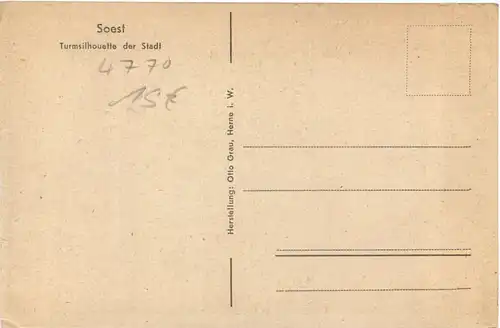 Soest
Turmsilhouette der Stadt
4770
15€
Herstellung: Otto Grau, Herne i. W.